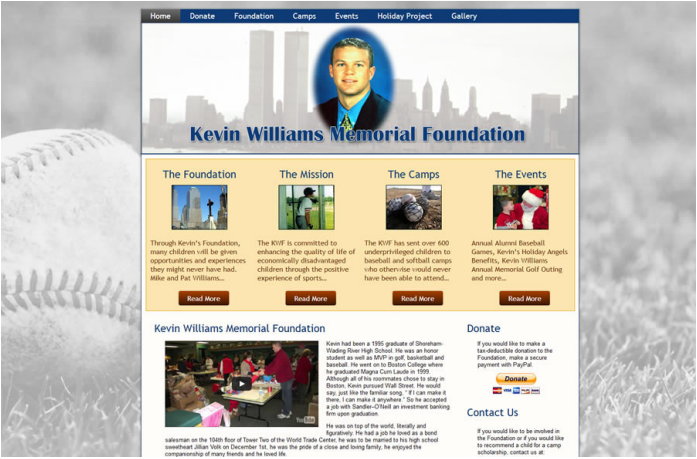 Home Donate Foundation Camps Events Holiday Project Gallery
Kevin Williams Memorial Foundation
The Foundation
Through Kevin's Foundation,
many children will be given
opportunities and experiences
they might never have had.
Mike and Pat Williams...
Read More
The Mission
The KWF is committed to
enhancing the quality of life of
economically disadvantaged
children through the positive
experience of sports...
Read More
The Camps
The KWF has sent over 600
underprivileged children to
baseball and softball camps
who otherwise would never
have been able to attend...
Read More
The Events
Annual Alumni Baseball
Games, Kevin's Holiday Angels
Benefits, Kevin Williams
Annual Memorial Golf Outing
and more...
Read More
Kevin Williams Memorial Foundation
Kevin had been a 1995 graduate of Shoreham-
Wading River High School. He was an honor
student as well as MVP in golf, basketball and
baseball. He went on to Boston College where
he graduated Magna Cum Laude in 1999.
Although all of his roommates chose to stay in
Boston, Kevin pursued Wall Street. He would
say, just like the familiar song, " If I can make it
there, I can make it anywhere." So he accepted
a job with Sandler-O'Neill an investment banking
firm upon graduation.
He was on top of the world, literally and
figuratively. He had a job he loved as a bond
salesman on the 104th floor of Tower Two of the World Trade Center, he was to be married to his high school
sweetheart Jillian Volk on December 1st, he was the pride of a close and loving family, he enjoyed the
companionship of many friends and he loved life.
YouTube
Donate
If you would like to make a
tax-deductible donation to the
Foundation, make a secure
payment with PayPal.
Donate
VISA
Contact Us
If you would like to be involved in
the Foundation or if you would like
to recommend a child for a camp
scholarship, contact us at: